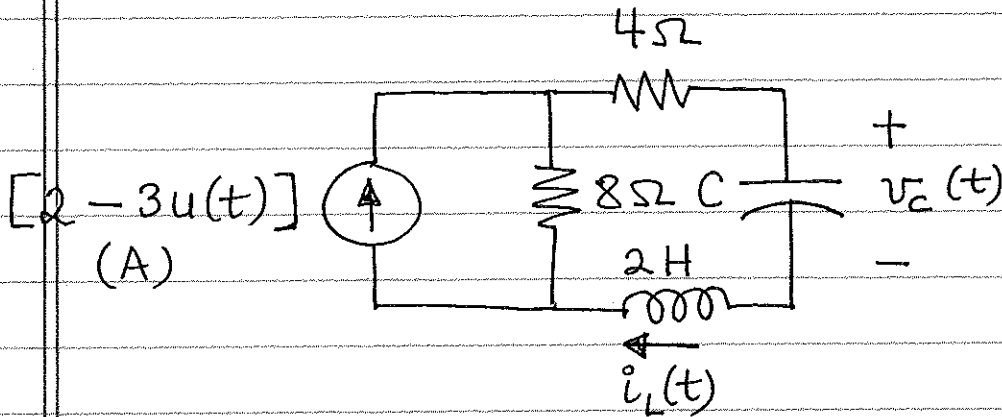 4Ω
[2 - 3u(t)]
(A)
8Ω
C
+
v_c(t)
-
2H
i_L(t)